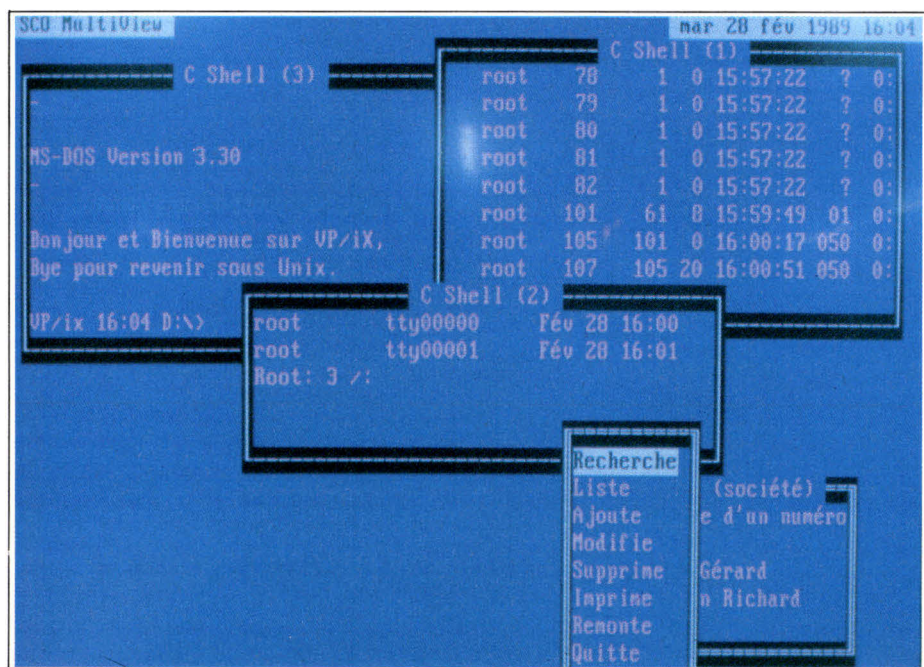 SCO MultiView
mar 28 fév 1989 16:04
C Shell (3)
~
MS-DOS Version 3.30
~
Bonjour et Bienvenue sur VP/iX,
Bye pour revenir sous Unix.
VP/ix 16:04 D:\>
C Shell (1)
root 78 1 0 15:57:22 ? 0:
root 79 1 0 15:57:22 ? 0:
root 80 1 0 15:57:22 ? 0:
root 81 1 0 15:57:22 ? 0:
root 82 1 0 15:57:22 ? 0:
root 101 61 8 15:59:49 01 0:
root 105 101 0 16:00:17 050 0:
root 107 105 20 16:00:51 050 0:
C Shell (2)
root tty00000 Fév 28 16:00
root tty00001 Fév 28 16:01
Root: 3 /:
Recherche
Liste
Ajoute
Modifie
Supprime
Imprime
Remonte
Quitte
(société)
e d'un numéro
Gérard
n Richard